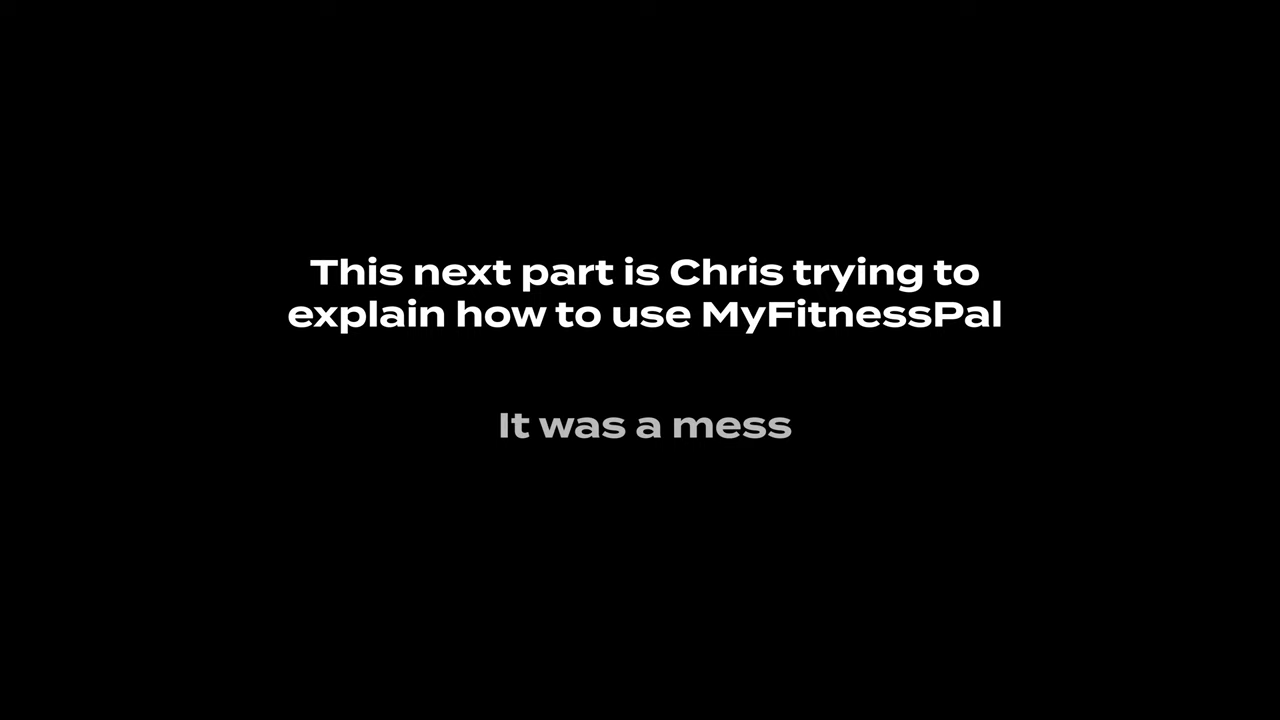 This next part is Chris trying to
explain how to use MyFitnessPal
It was a mess